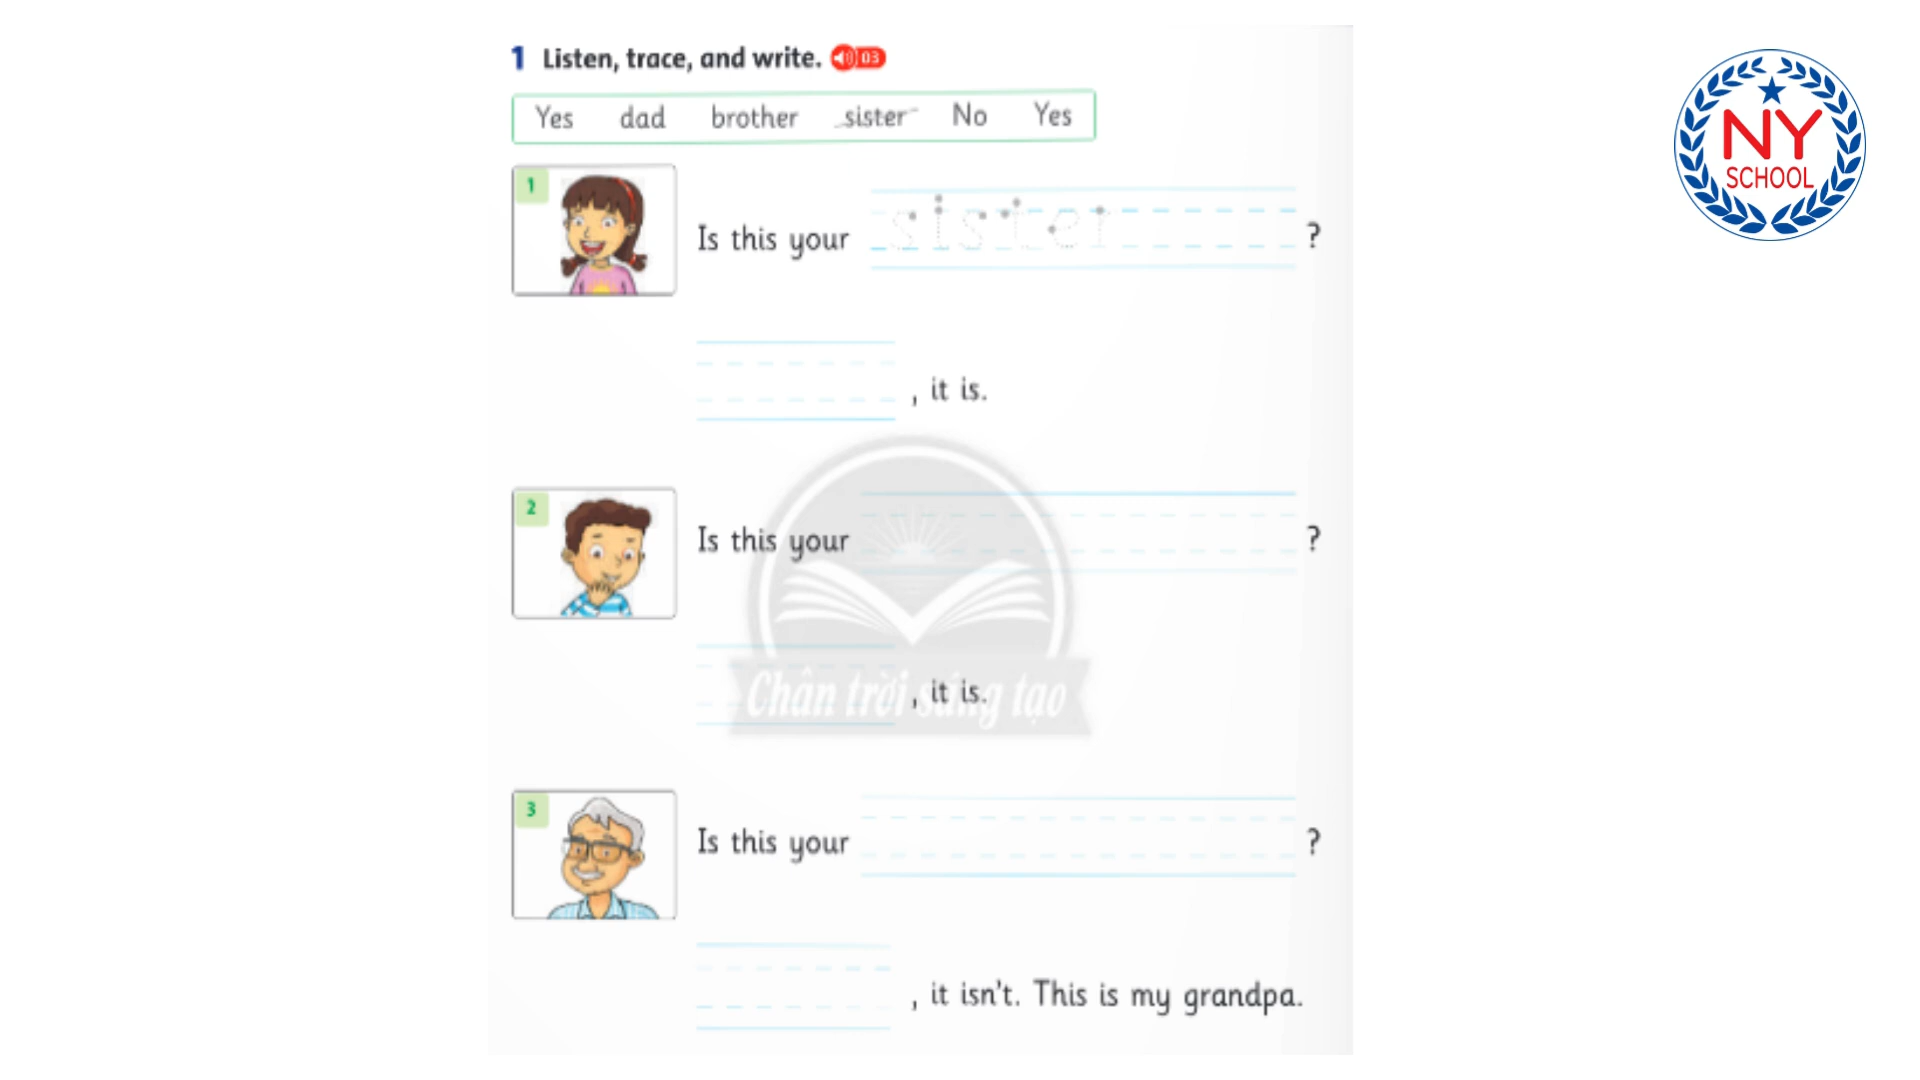 1 Listen, trace, and write. 03
Yes dad brother sister No Yes
NY
SCHOOL
1
Is this your sister ?
, it is.
2
Is this your ?
, it is.
Chân trời sáng tạo
3
Is this your ?
, it isn't. This is my grandpa.